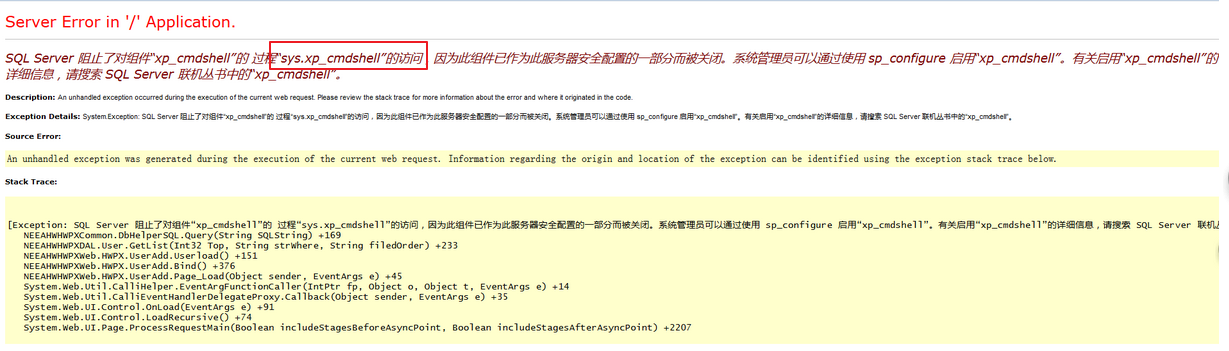 Server Error in '/' Application.
SQL Server 阻止了对组件“xp_cmdshell”的 过程“sys.xp_cmdshell”的访问，因为此组件已作为此服务器安全配置的一部分而被关闭。系统管理员可以通过使用 sp_configure 启用“xp_cmdshell”。有关启用“xp_cmdshell”的
详细信息，请搜索 SQL Server 联机丛书中的“xp_cmdshell”。
Description: An unhandled exception occurred during the execution of the current web request. Please review the stack trace for more information about the error and where it originated in the code.
Exception Details: System.Exception: SQL Server 阻止了对组件“xp_cmdshell”的 过程“sys.xp_cmdshell”的访问，因为此组件已作为此服务器安全配置的一部分而被关闭。系统管理员可以通过使用 sp_configure 启用“xp_cmdshell”。有关启用“xp_cmdshell”的详细信息，请搜索 SQL Server 联机丛书中的“xp_cmdshell”。
Source Error:
An unhandled exception was generated during the execution of the current web request. Information regarding the origin and location of the exception can be identified using the exception stack trace below.
Stack Trace:
[Exception: SQL Server 阻止了对组件“xp_cmdshell”的 过程“sys.xp_cmdshell”的访问，因为此组件已作为此服务器安全配置的一部分而被关闭。系统管理员可以通过使用 sp_configure 启用“xp_cmdshell”。有关启用“xp_cmdshell”的详细信息，请搜索 SQL Server 联机
NEEAHWHWPXCommon.DbHelperSQL.Query(String SQLString) +169
NEEAHWHWPXDAL.User.GetList(Int32 Top, String strWhere, String filedOrder) +233
NEEAHWHWPXWeb.HWPX.UserAdd.Userload() +151
NEEAHWHWPXWeb.HWPX.UserAdd.Bind() +376
NEEAHWHWPXWeb.HWPX.UserAdd.Page_Load(Object sender, EventArgs e) +45
System.Web.Util.CalliHelper.EventArgFunctionCaller(IntPtr fp, Object o, Object t, EventArgs e) +14
System.Web.Util.CalliEventHandlerDelegateProxy.Callback(Object sender, EventArgs e) +35
System.Web.UI.Control.OnLoad(EventArgs e) +91
System.Web.UI.Control.LoadRecursive() +74
System.Web.UI.Page.ProcessRequestMain(Boolean includeStagesBeforeAsyncPoint, Boolean includeStagesAfterAsyncPoint) +2207